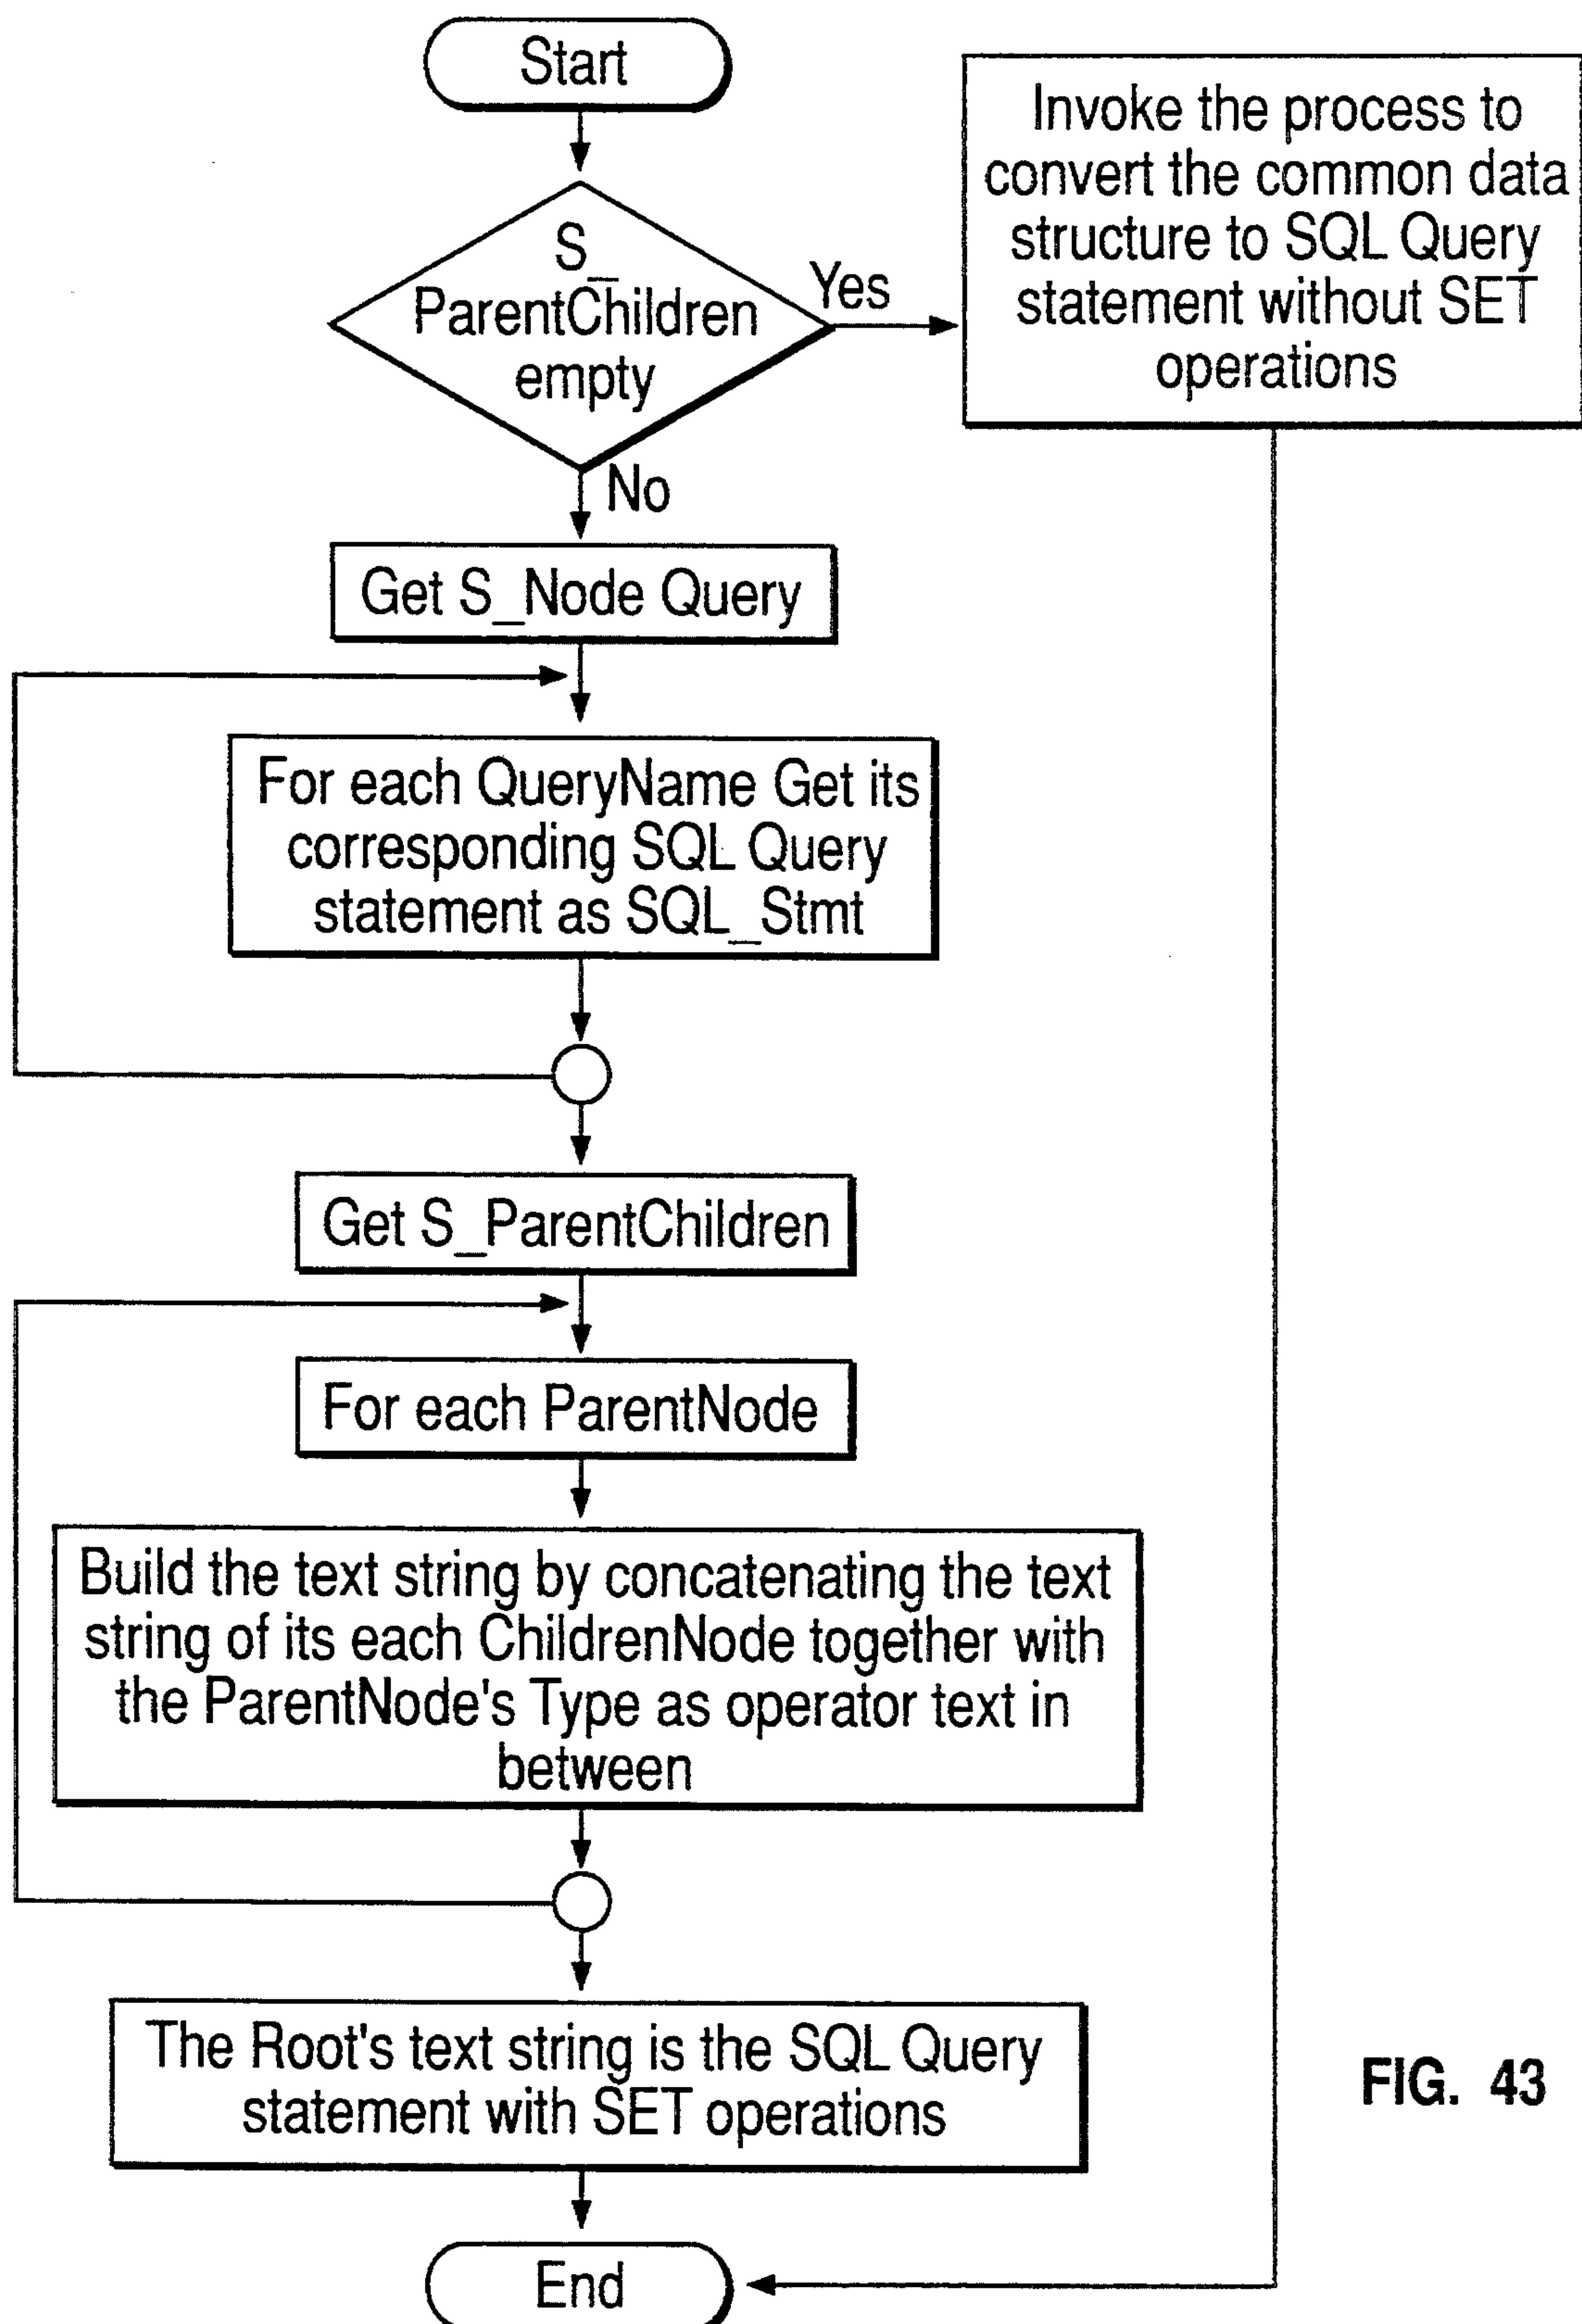 Start
S_
ParentChildren
empty
Yes
Invoke the process to
convert the common data
structure to SQL Query
statement without SET
operations
No
Get S_Node Query
For each QueryName Get its
corresponding SQL Query
statement as SQL_Stmt
Get S_ParentChildren
For each ParentNode
Build the text string by concatenating the text
string of its each ChildrenNode together with
the ParentNode's Type as operator text in
between
The Root's text string is the SQL Query
statement with SET operations
End
FIG. 43